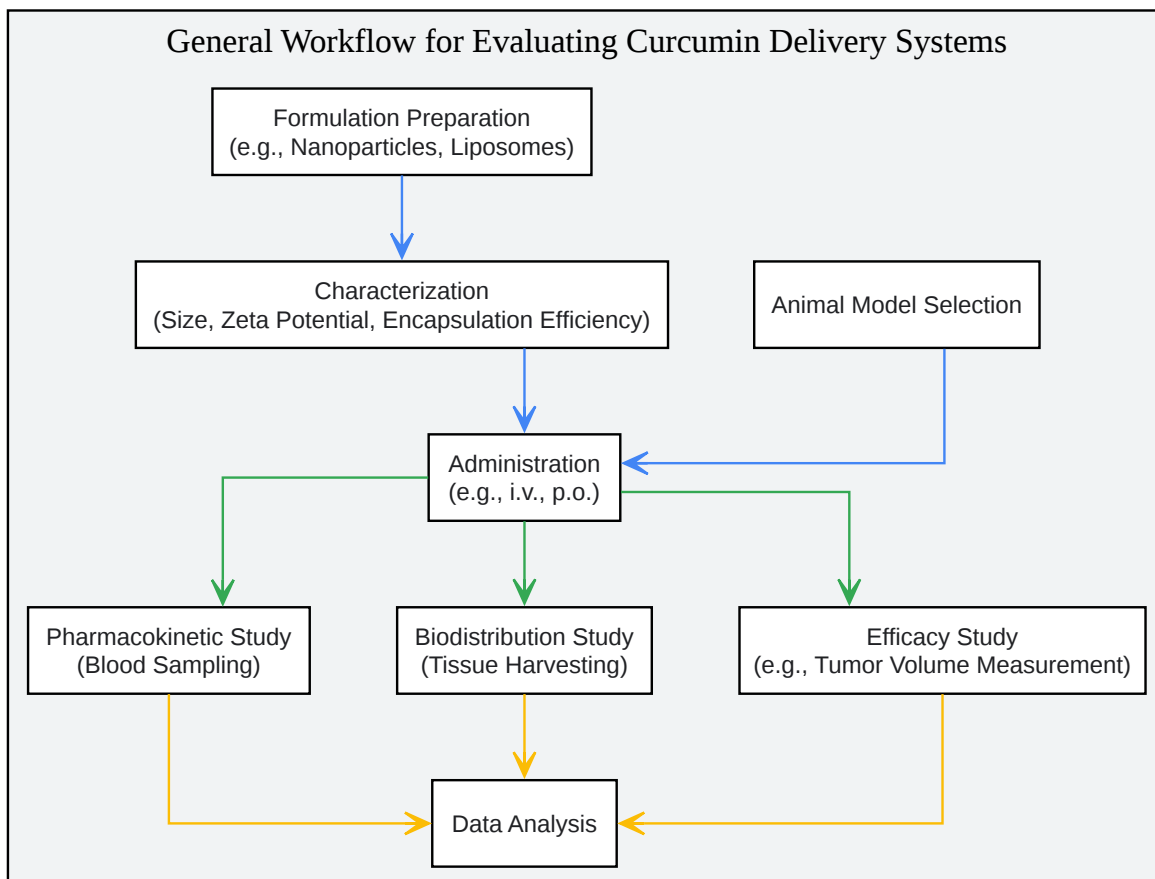 General Workflow for Evaluating Curcumin Delivery Systems
Formulation Preparation
(e.g., Nanoparticles, Liposomes)
Characterization
(Size, Zeta Potential, Encapsulation Efficiency)
Animal Model Selection
Administration
(e.g., i.v., p.o.)
Pharmacokinetic Study
(Blood Sampling)
Biodistribution Study
(Tissue Harvesting)
Efficacy Study
(e.g., Tumor Volume Measurement)
Data Analysis